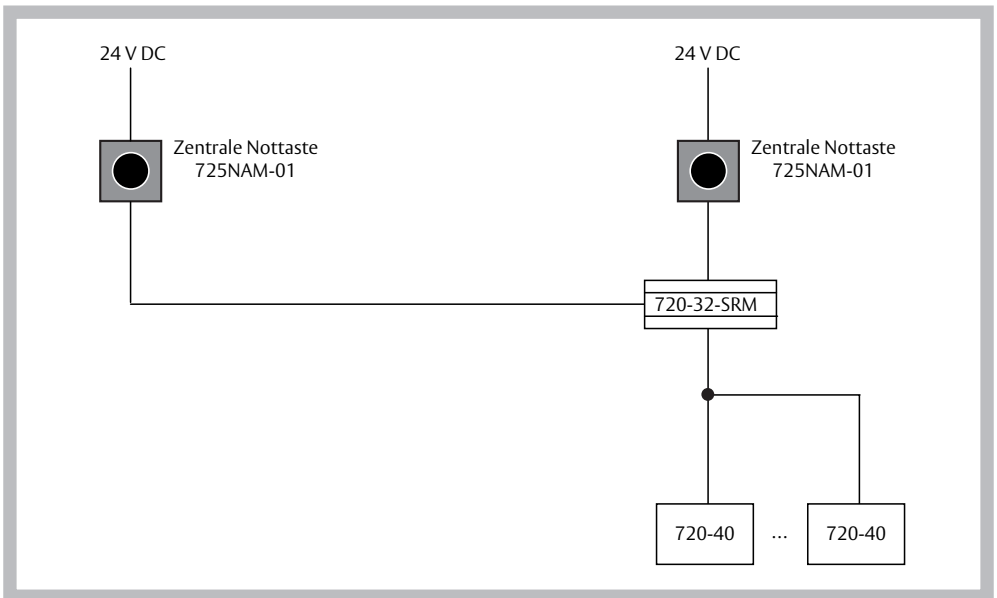 24 V DC
24 V DC
Zentrale Nottaste
725NAM-01
Zentrale Nottaste
725NAM-01
720-32-SRM
720-40
...
720-40